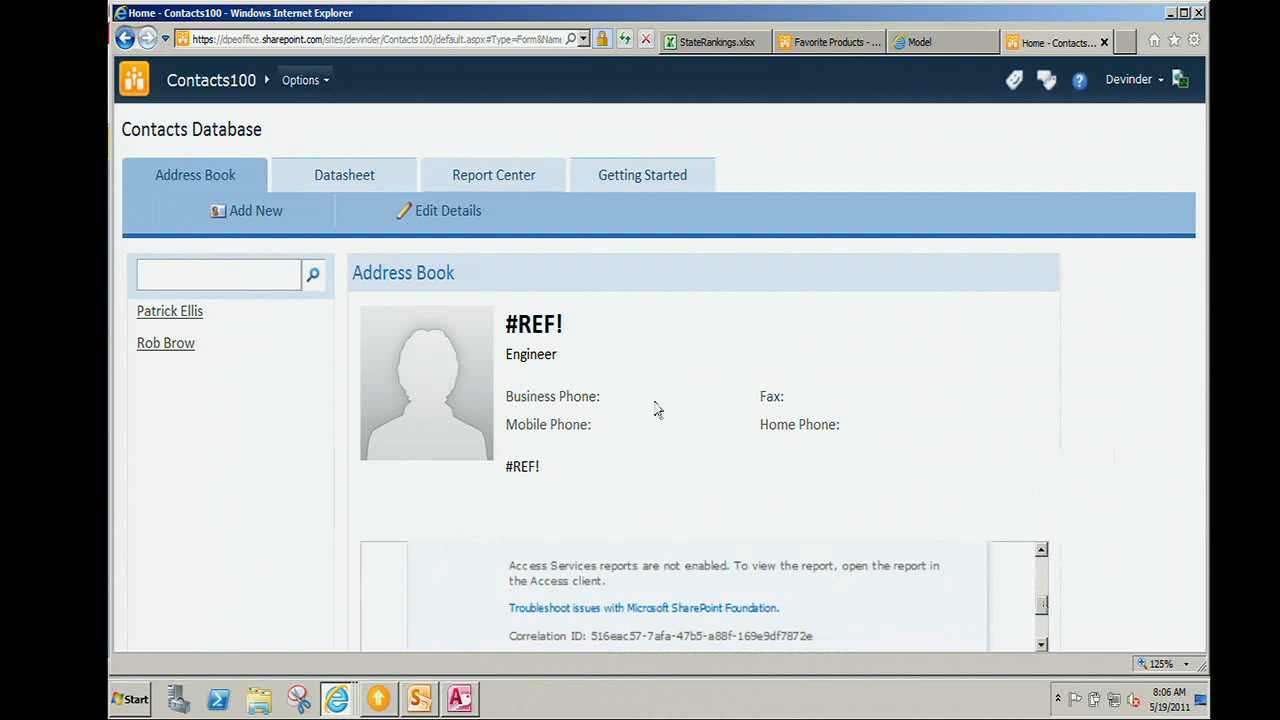 Home - Contacts100 - Windows Internet Explorer
https://dpeoffice.sharepoint.com/sites/devinder/Contacts100/default.aspx#Type=Form&Name
StateRankings.xlsx
Favorite Products - ...
Model
Home - Contacts...
Contacts100
Options
Devinder
Contacts Database
Address Book
Datasheet
Report Center
Getting Started
Add New
Edit Details
Address Book
Patrick Ellis
Rob Brow
#REF!
Engineer
Business Phone:
Fax:
Mobile Phone:
Home Phone:
#REF!
Access Services reports are not enabled. To view the report, open the report in
the Access client.
Troubleshoot issues with Microsoft SharePoint Foundation.
Correlation ID: 516eac57-7afa-47b5-a88f-169e9df7872e
125%
Start
8:06 AM
5/19/2011